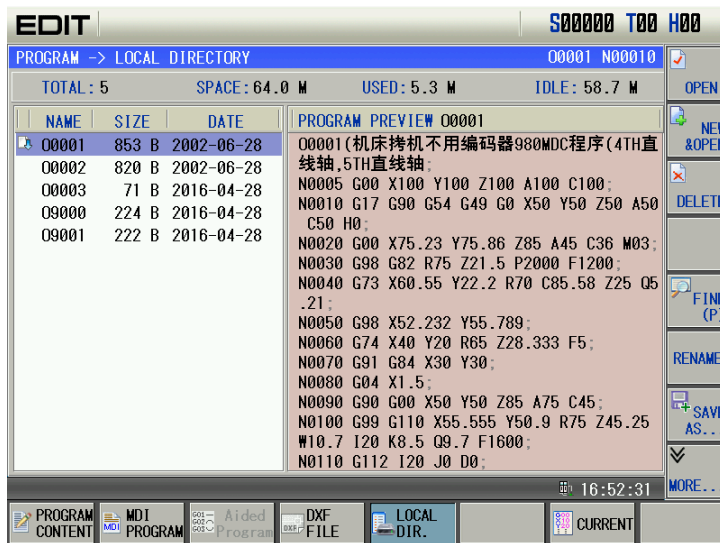 EDIT
S00000 T00 H00
PROGRAM -> LOCAL DIRECTORY
O0001 N00010
TOTAL:5 SPACE:64.0 M USED:5.3 M IDLE:58.7 M
NAME SIZE DATE
O0001 853 B 2002-06-28
O0002 820 B 2002-06-28
O0003 71 B 2016-04-28
O9000 224 B 2016-04-28
O9001 222 B 2016-04-28
PROGRAM PREVIEW O0001
O0001(机床拷机不用编码器980MDC程序(4TH直
线轴,5TH直线轴;
N0005 G00 X100 Y100 Z100 A100 C100;
N0010 G17 G90 G54 G49 G0 X50 Y50 Z50 A50
C50 H0;
N0020 G00 X75.23 Y75.86 Z85 A45 C36 M03;
N0030 G98 G82 R75 Z21.5 P2000 F1200;
N0040 G73 X60.55 Y22.2 R70 C85.58 Z25 Q5
.21;
N0050 G98 X52.232 Y55.789;
N0060 G74 X40 Y20 R65 Z28.333 F5;
N0070 G91 G84 X30 Y30;
N0080 G04 X1.5;
N0090 G90 G00 X50 Y50 Z85 A75 C45;
N0100 G99 G110 X55.555 Y50.9 R75 Z45.25
W10.7 I20 K8.5 Q9.7 F1600;
N0110 G112 I20 J0 D0;
OPEN
NEW
&OPEN
DELETE
FIND
(P)
RENAME
SAVE
AS...
MORE...
16:52:31
PROGRAM
CONTENT
MDI
MDI
PROGRAM
G01
G02
G03
Aided
Program
DXF
DXF
FILE
LOCAL
DIR.
CURRENT